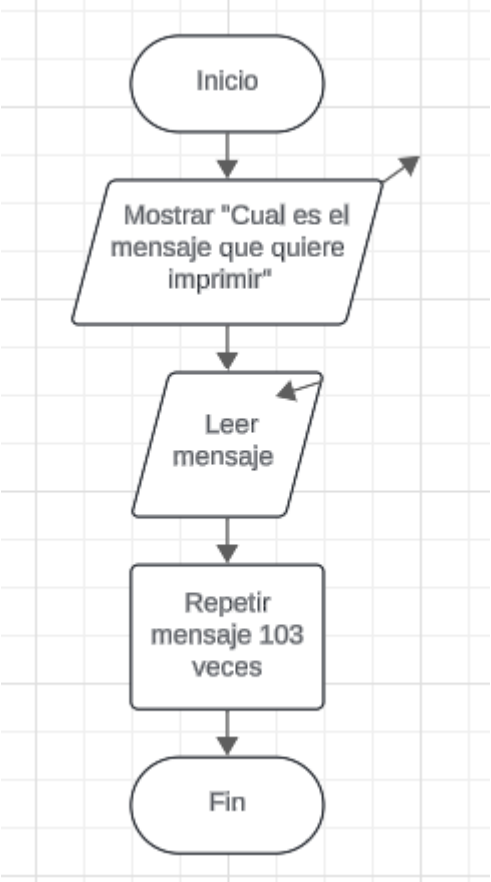 Inicio
Mostrar "Cual es el
mensaje que quiere
imprimir"
Leer
mensaje
Repetir
mensaje 103
veces
Fin